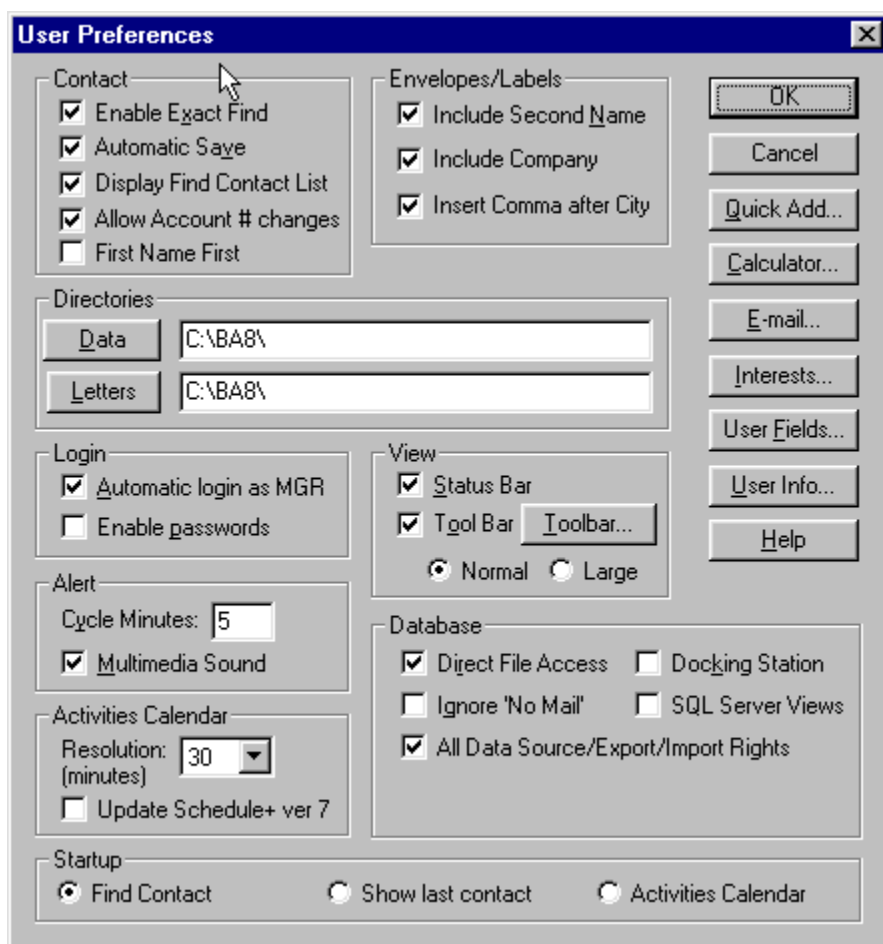 User Preferences
Contact
Enable Exact Find
Automatic Save
Display Find Contact List
Allow Account # changes
First Name First
Envelopes/Labels
Include Second Name
Include Company
Insert Comma after City
OK
Cancel
Quick Add...
Calculator...
E-mail...
Interests...
User Fields...
User Info...
Help
Directories
Data C:\BA8\
Letters C:\BA8\
Login
Automatic login as MGR
Enable passwords
View
Status Bar
Tool Bar Toolbar...
Normal Large
Alert
Cycle Minutes: 5
Multimedia Sound
Database
Direct File Access Docking Station
Ignore 'No Mail' SQL Server Views
All Data Source/Export/Import Rights
Activities Calendar
Resolution: 30
(minutes)
Update Schedule+ ver 7
Startup
Find Contact Show last contact Activities Calendar